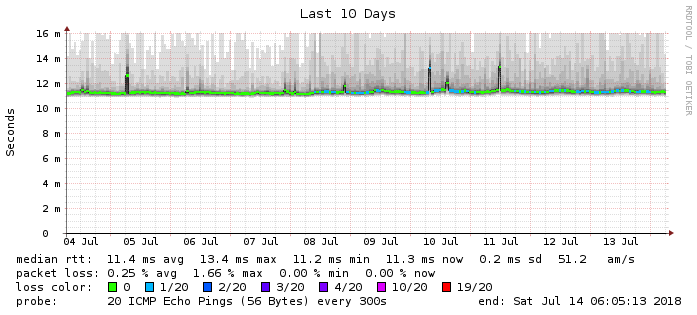 Last 10 Days
RRDTOOL / TOBI OETIKER
Seconds
16 m
14 m
12 m
10 m
8 m
6 m
4 m
2 m
0
04 Jul 05 Jul 06 Jul 07 Jul 08 Jul 09 Jul 10 Jul 11 Jul 12 Jul 13 Jul
median rtt: 11.4 ms avg 13.4 ms max 11.2 ms min 11.3 ms now 0.2 ms sd 51.2 am/s
packet loss: 0.25 % avg 1.66 % max 0.00 % min 0.00 % now
loss color: 0 1/20 2/20 3/20 4/20 10/20 19/20
probe: 20 ICMP Echo Pings (56 Bytes) every 300s end: Sat Jul 14 06:05:13 2018